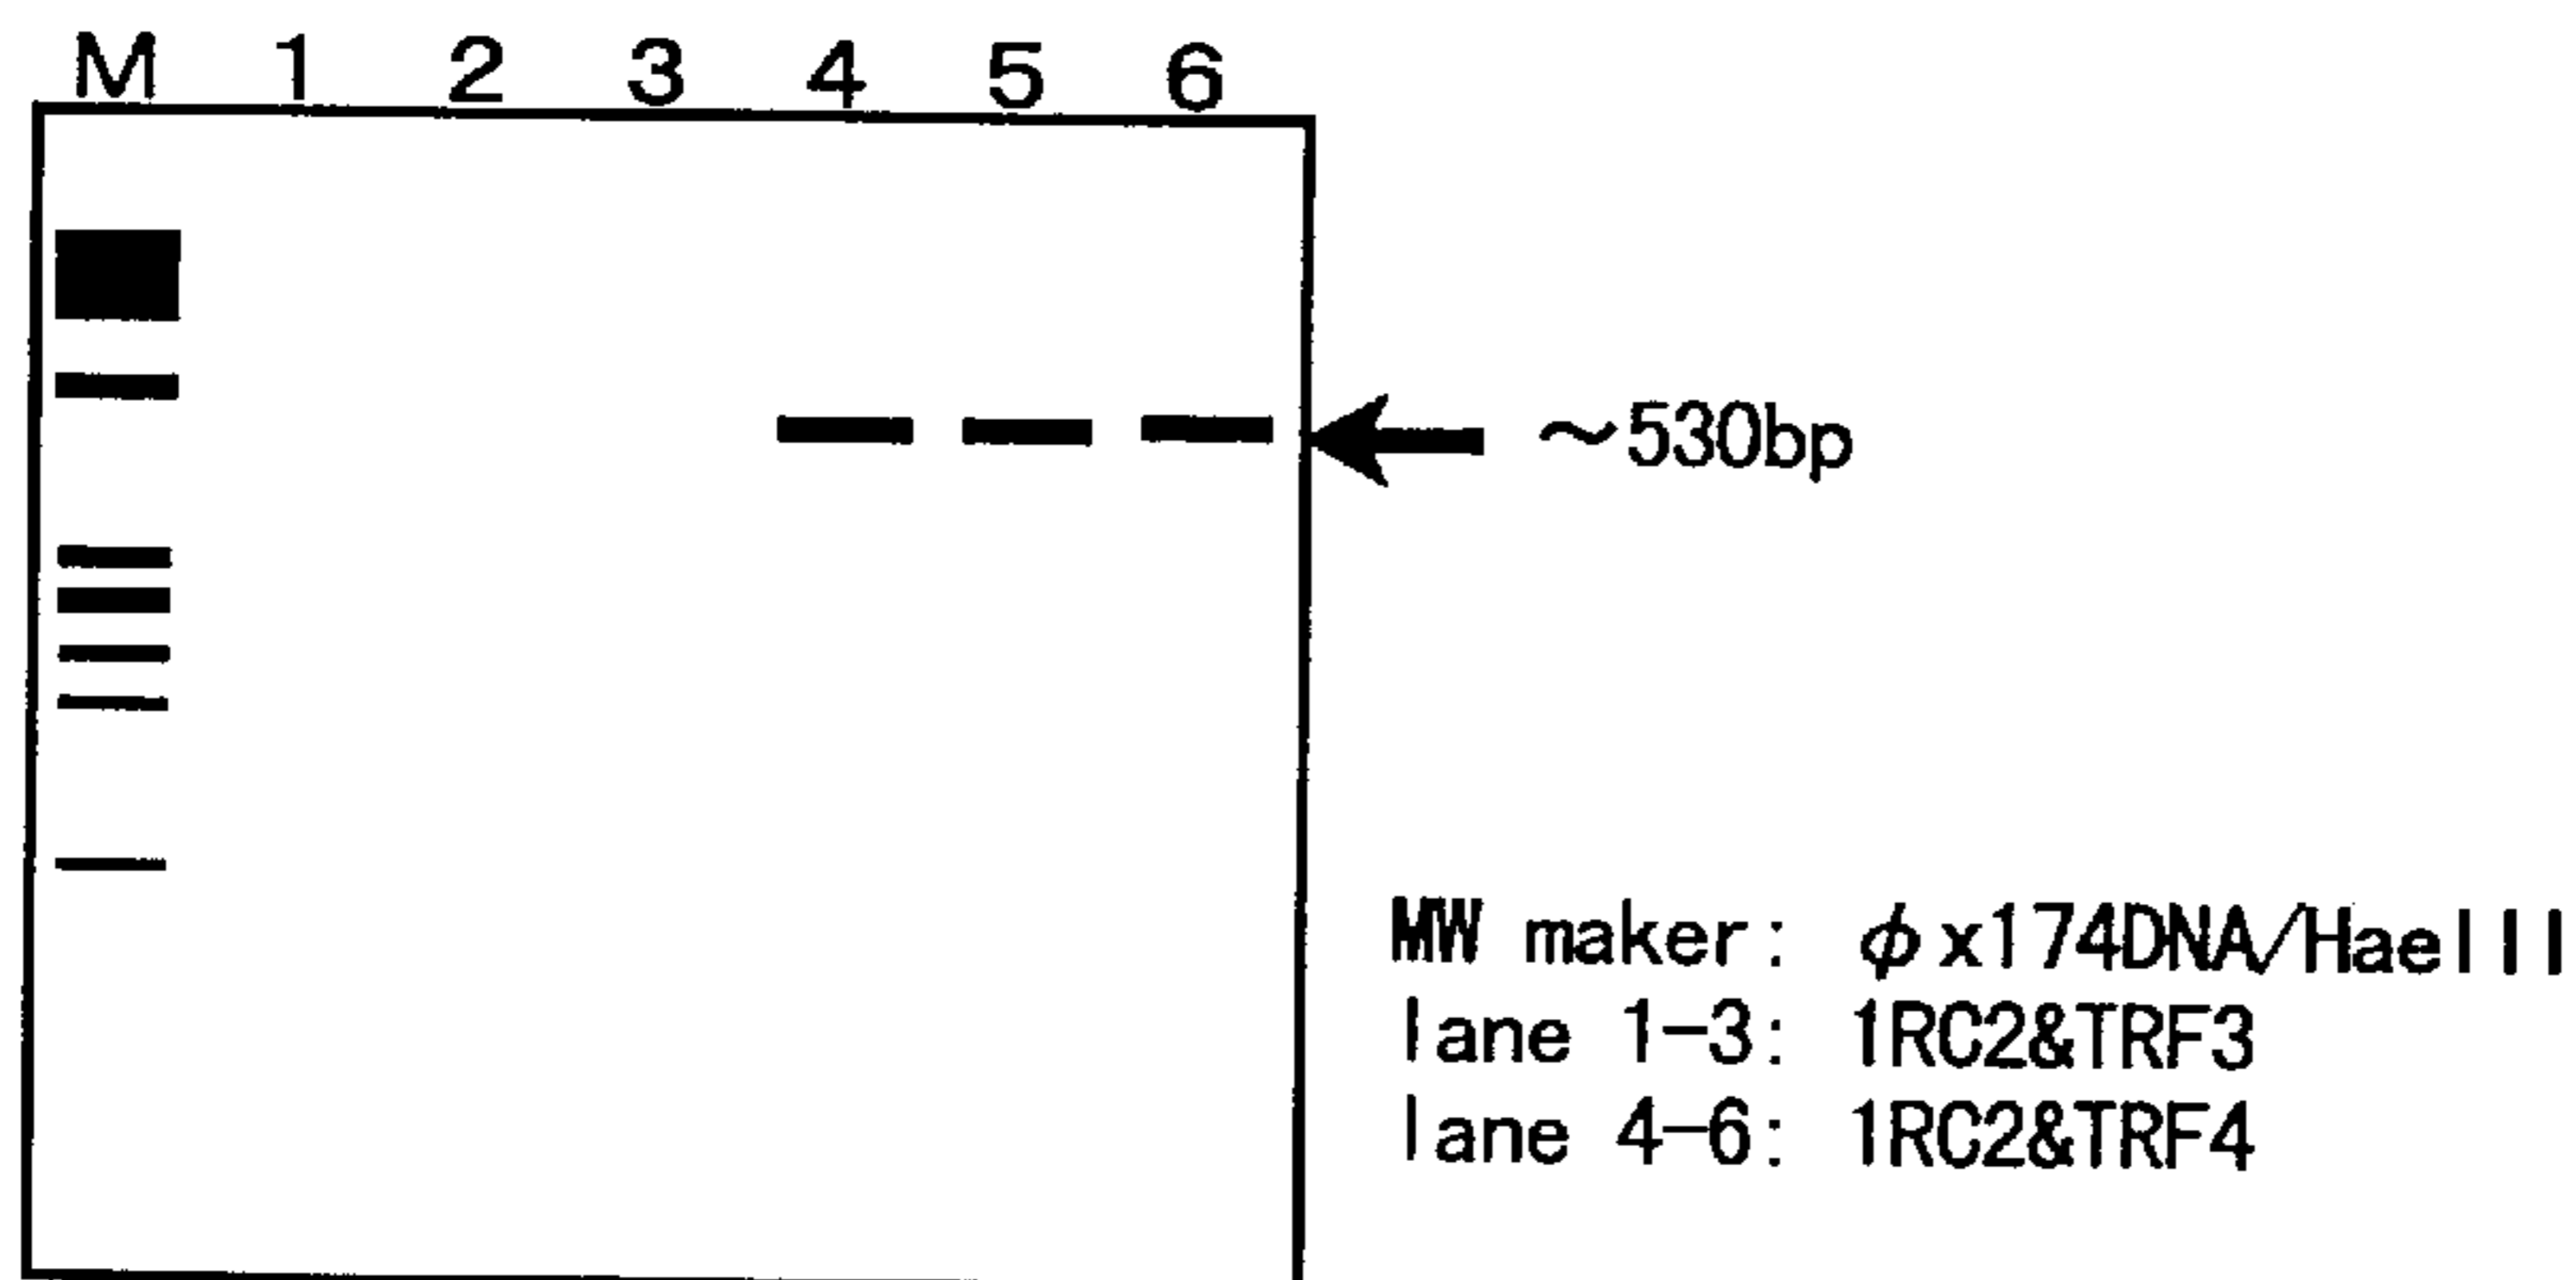 M 1 2 3 4 5 6
~530bp
MW maker: φx174DNA/HaeIII
lane 1-3: 1RC2&TRF3
lane 4-6: 1RC2&TRF4